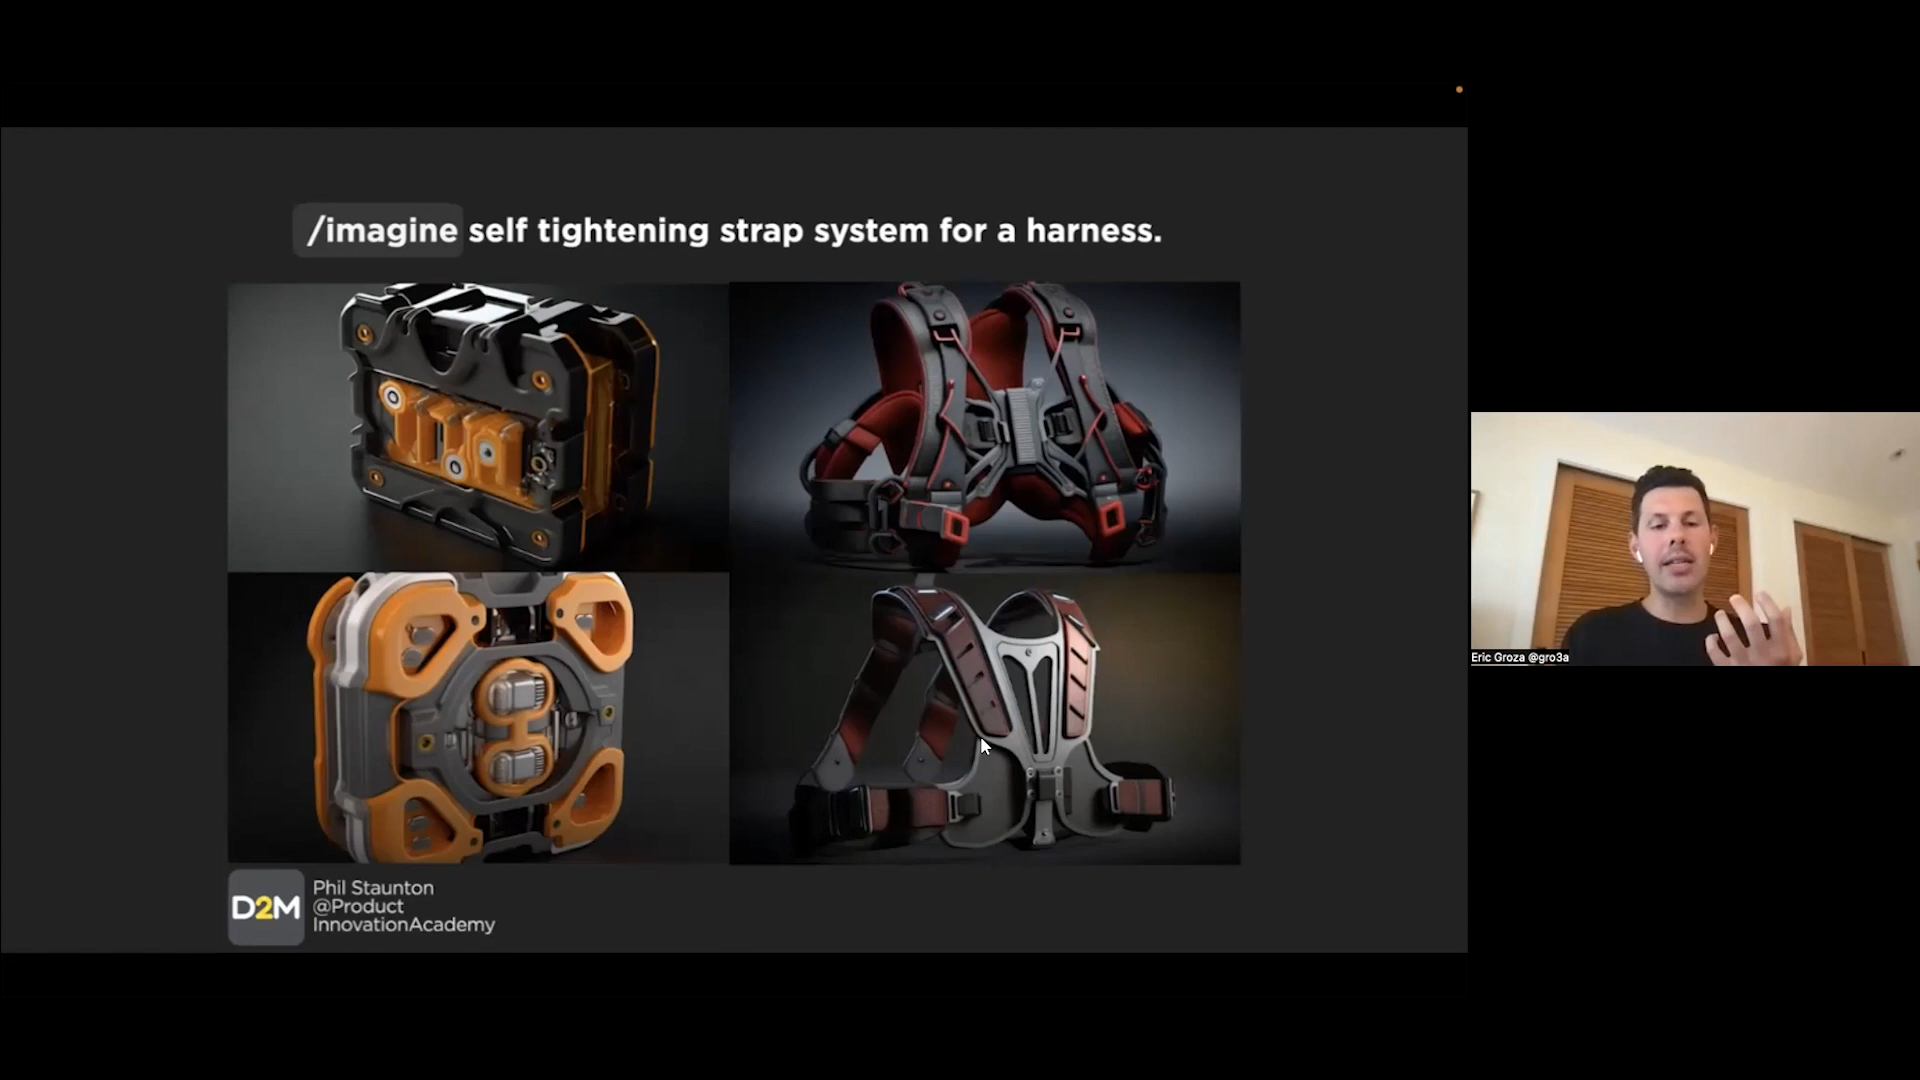 /imagine self tightening strap system for a harness.
Eric Groza @gro3a
D2M
Phil Staunton
@Product
InnovationAcademy